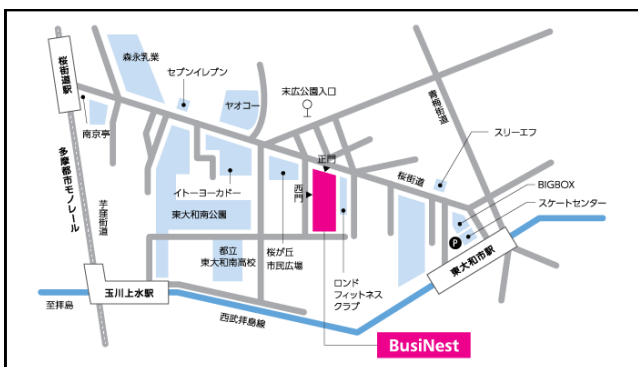 森永乳業
桜街道駅
セブンイレブン
ヤオコー
末広公園入口
青梅街道
スリーエフ
南京亭
正門
西門
桜街道
BIGBOX
スケートセンター
多摩都市モノレール
芋窪街道
イトーヨーカドー
東大和南公園
都立
東大和南高校
桜が丘
市民広場
ロンド
フィットネス
クラブ
P
東大和市駅
玉川上水駅
至拝島
西武拝島線
BusiNest